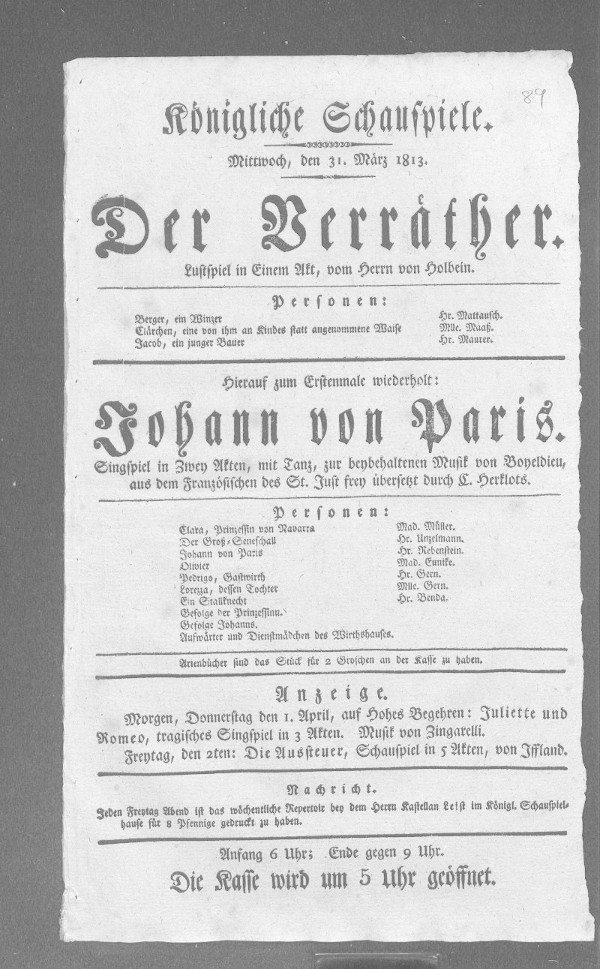 89
Königliche Schauspiele.
Mittwoch, den 31. März 1813.
Der Verräther.
Lustspiel in Einem Akt, vom Herrn von Holbein.
Personen:
Berger, ein Winzer Hr. Mattausch.
Clärchen, eine von ihm an Kindes statt angenommene Waise Mlle. Maaß.
Jacob, ein junger Bauer Hr. Maurer.
Hierauf zum Erstenmale wiederholt:
Johann von Paris.
Singspiel in Zwey Akten, mit Tanz, zur beybehaltenen Musik von Boyeldieu,
aus dem Französischen des St. Just frey übersetzt durch C. Herklots.
Personen:
Clara, Prinzessin von Navarra Mad. Müller.
Der Groß-Seneschall Hr. Unzelmann.
Johann von Paris Hr. Rebenstein.
Olivier Mad. Eunike.
Pedrigo, Gastwirth Hr. Gern.
Lorezza, dessen Tochter Mlle. Gern.
Ein Stallknecht Hr. Benda.
Gefolge der Prinzessinn.
Gefolge Johanns.
Aufwärter und Dienstmädchen des Wirthshauses.
Arienbücher sind das Stück für 2 Groschen an der Kasse zu haben.
Anzeige.
Morgen, Donnerstag den 1. April, auf Hohes Begehren: Juliette und
Romeo, tragisches Singspiel in 3 Akten. Musik von Zingarelli.
Freytag, den 2ten: Die Aussteuer, Schauspiel in 5 Akten, von Iffland.
Nachricht.
Jeden Freytag Abend ist das wöchentliche Repertoir bey dem Herrn Kastellan Leist im Königl. Schauspiel-
hause für 8 Pfennige gedruckt zu haben.
Anfang 6 Uhr; Ende gegen 9 Uhr.
Die Kasse wird um 5 Uhr geöffnet.